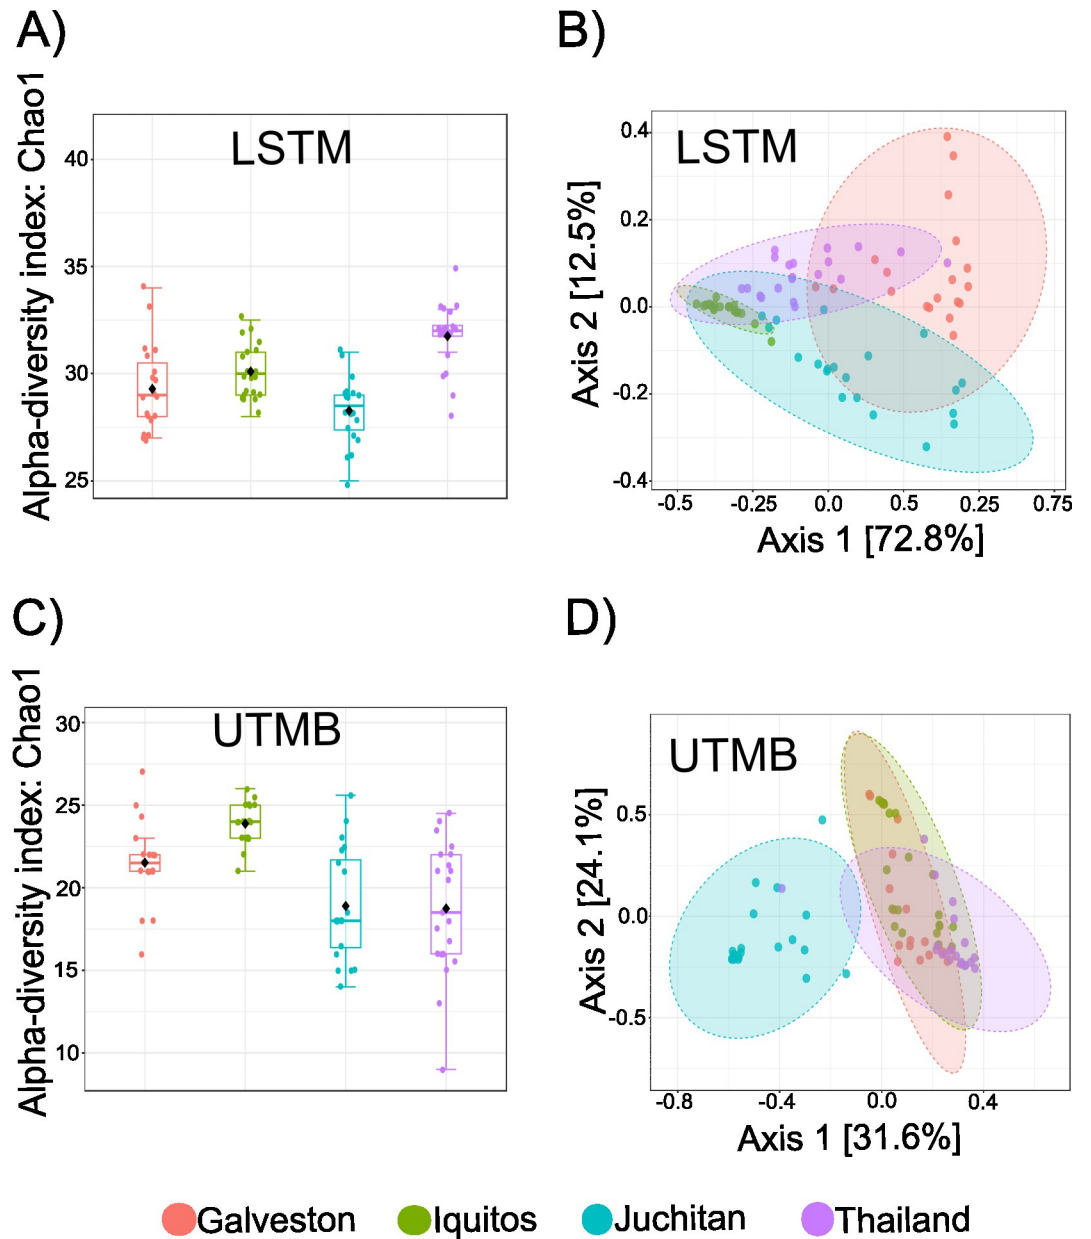 A)
Alpha-diversity index: Chao1
LSTM
40
35
30
25
B)
LSTM
Axis 2 [12.5%]
0.4
0.2
0.0
-0.2
-0.4
-0.5 -0.25 0.0 0.5 0.25 0.75
Axis 1 [72.8%]
C)
Alpha-diversity index: Chao1
UTMB
30
25
20
15
10
D)
UTMB
Axis 2 [24.1%]
0.5
0.0
-0.5
-0.8 -0.4 0.0 0.4
Axis 1 [31.6%]
Galveston Iquitos Juchitan Thailand